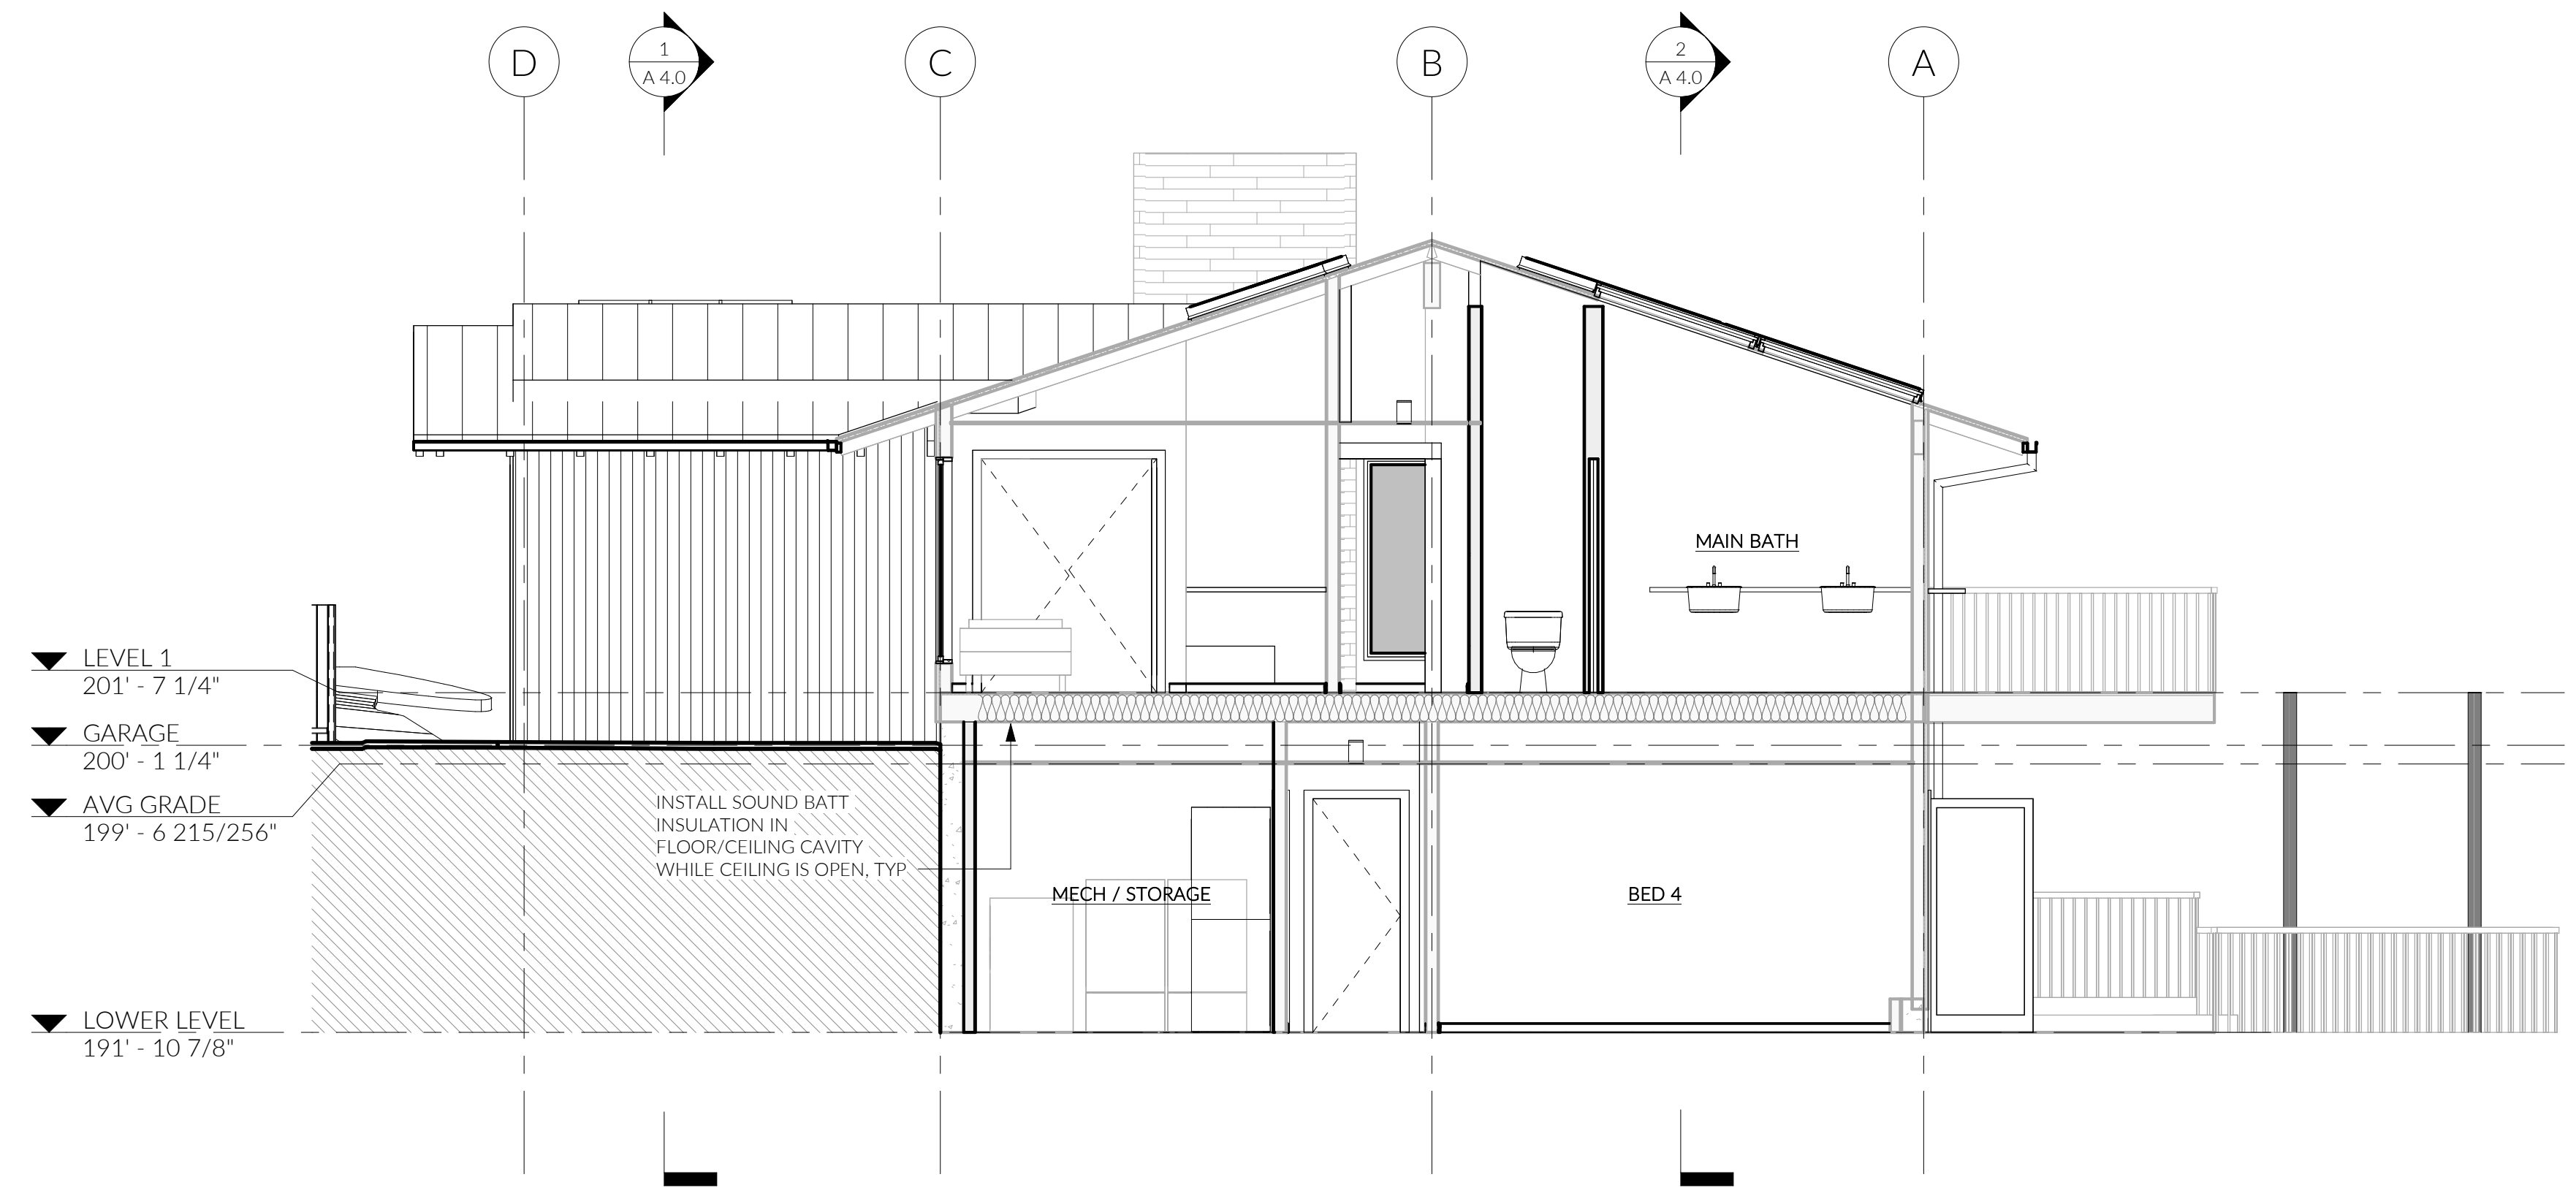 D
1
A 4.0
C
B
2
A 4.0
A
MAIN BATH
LEVEL 1
201' - 7 1/4"
GARAGE
200' - 1 1/4"
AVG GRADE
199' - 6 215/256"
INSTALL SOUND BATT
INSULATION IN
FLOOR/CEILING CAVITY
WHILE CEILING IS OPEN, TYP
MECH / STORAGE
BED 4
LOWER LEVEL
191' - 10 7/8"